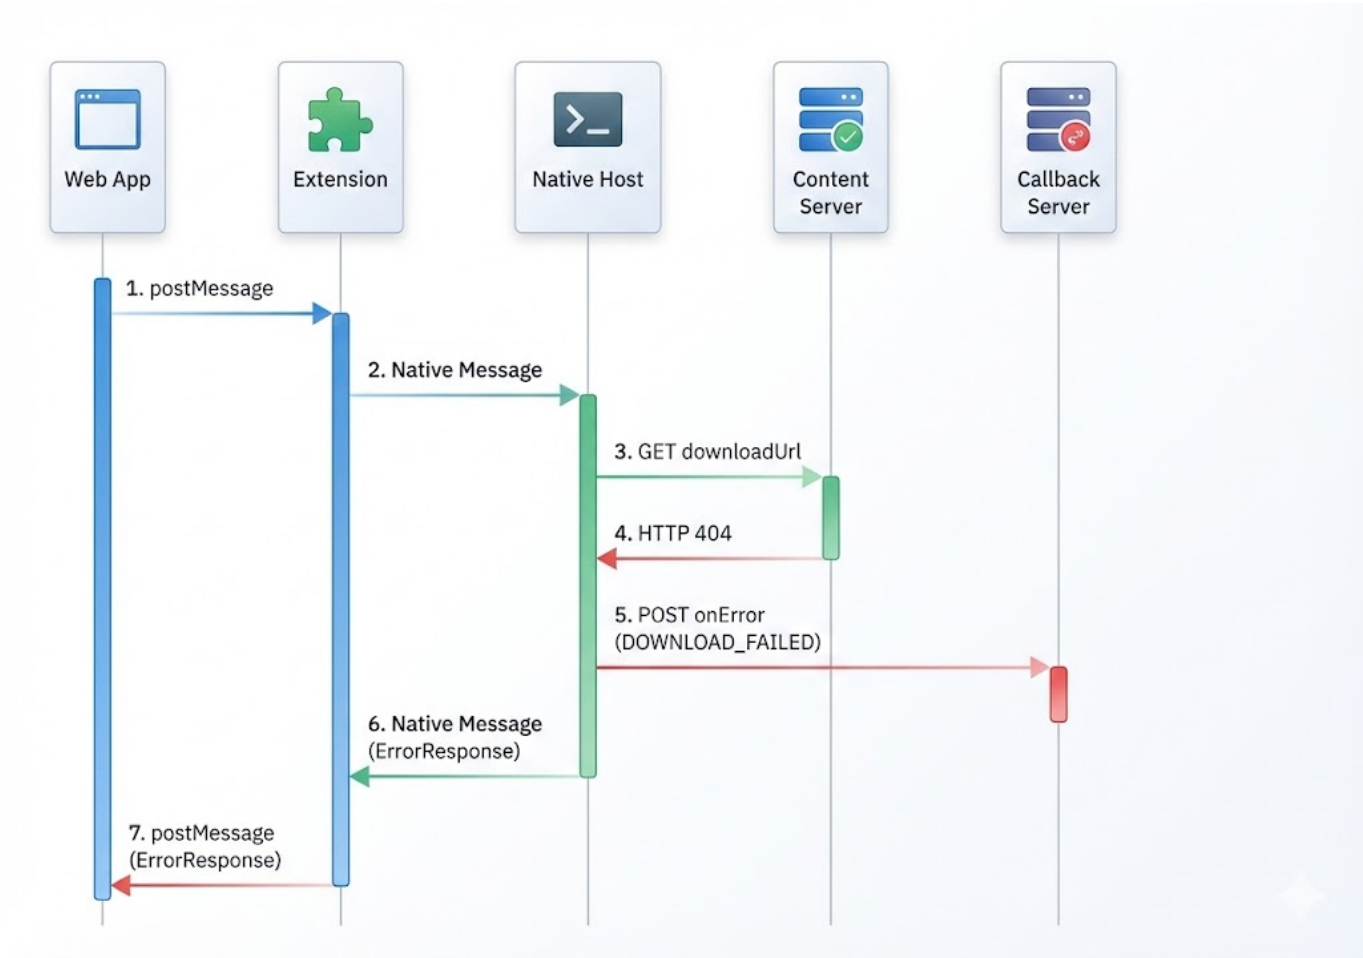 Web App
Extension
Native Host
Content
Server
Callback
Server
1. postMessage
2. Native Message
3. GET downloadUrl
4. HTTP 404
5. POST onError
(DOWNLOAD_FAILED)
6. Native Message
(ErrorResponse)
7. postMessage
(ErrorResponse)